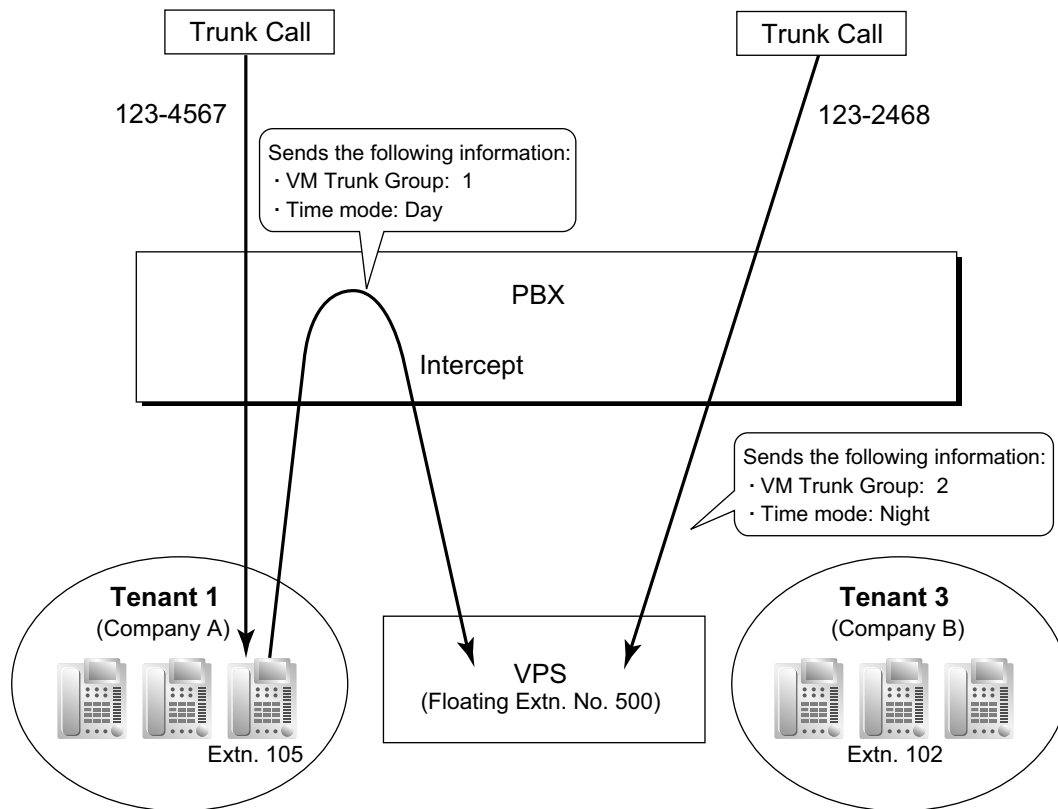 Trunk Call
Trunk Call
123-4567
123-2468
Sends the following information:
· VM Trunk Group: 1
· Time mode: Day
PBX
Intercept
Sends the following information:
· VM Trunk Group: 2
· Time mode: Night
Tenant 1
(Company A)
Extn. 105
VPS
(Floating Extn. No. 500)
Tenant 3
(Company B)
Extn. 102